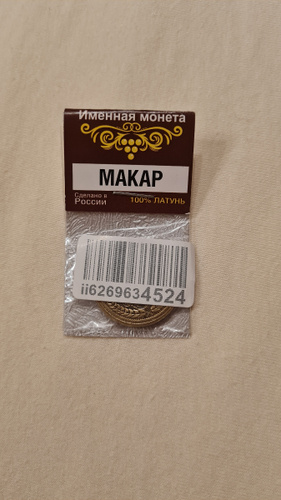 Именная монета
МАКАР
Сделано в
России
100% ЛАТУНЬ
ii6269634524